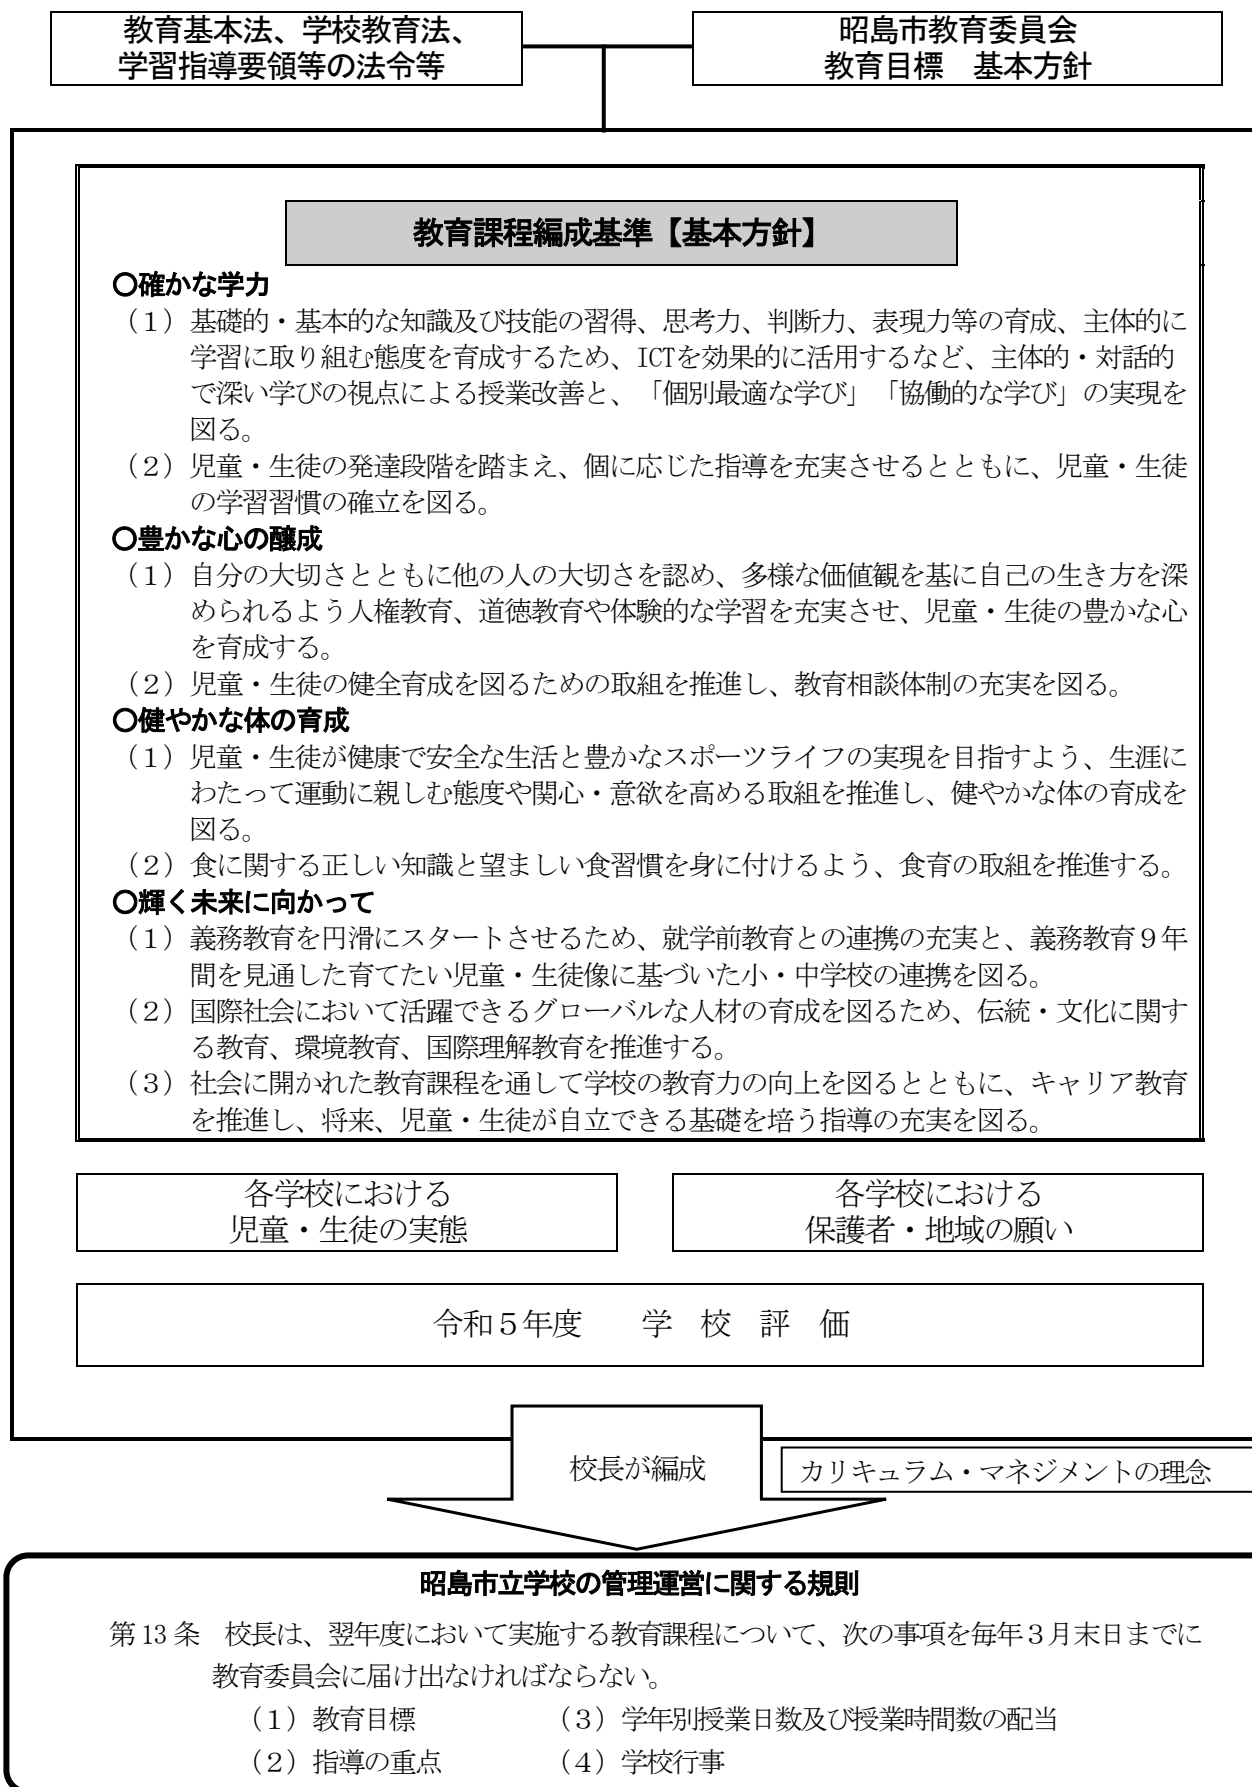 教育基本法、学校教育法、
学習指導要領等の法令等
昭島市教育委員会
教育目標　基本方針
教育課程編成基準【基本方針】
○確かな学力
（１）基礎的・基本的な知識及び技能の習得、思考力、判断力、表現力等の育成、主体的に
学習に取り組む態度を育成するため、ICTを効果的に活用するなど、主体的・対話的
で深い学びの視点による授業改善と、「個別最適な学び」「協働的な学び」の実現を
図る。
（２）児童・生徒の発達段階を踏まえ、個に応じた指導を充実させるとともに、児童・生徒
の学習習慣の確立を図る。
○豊かな心の醸成
（１）自分の大切さとともに他の人の大切さを認め、多様な価値観を基に自己の生き方を深
められるよう人権教育、道徳教育や体験的な学習を充実させ、児童・生徒の豊かな心
を育成する。
（２）児童・生徒の健全育成を図るための取組を推進し、教育相談体制の充実を図る。
○健やかな体の育成
（１）児童・生徒が健康で安全な生活と豊かなスポーツライフの実現を目指すよう、生涯に
わたって運動に親しむ態度や関心・意欲を高める取組を推進し、健やかな体の育成を
図る。
（２）食に関する正しい知識と望ましい食習慣を身に付けるよう、食育の取組を推進する。
○輝く未来に向かって
（１）義務教育を円滑にスタートさせるため、就学前教育との連携の充実と、義務教育９年
間を見通した育てたい児童・生徒像に基づいた小・中学校の連携を図る。
（２）国際社会において活躍できるグローバルな人材の育成を図るため、伝統・文化に関す
る教育、環境教育、国際理解教育を推進する。
（３）社会に開かれた教育課程を通して学校の教育力の向上を図るとともに、キャリア教育
を推進し、将来、児童・生徒が自立できる基礎を培う指導の充実を図る。
各学校における
児童・生徒の実態
各学校における
保護者・地域の願い
令和５年度　　学　校　評　価
校長が編成
カリキュラム・マネジメントの理念
昭島市立学校の管理運営に関する規則
第13条　校長は、翌年度において実施する教育課程について、次の事項を毎年３月末日までに
教育委員会に届け出なければならない。
（１）教育目標　　　　（３）学年別授業日数及び授業時間数の配当
（２）指導の重点　　　（４）学校行事